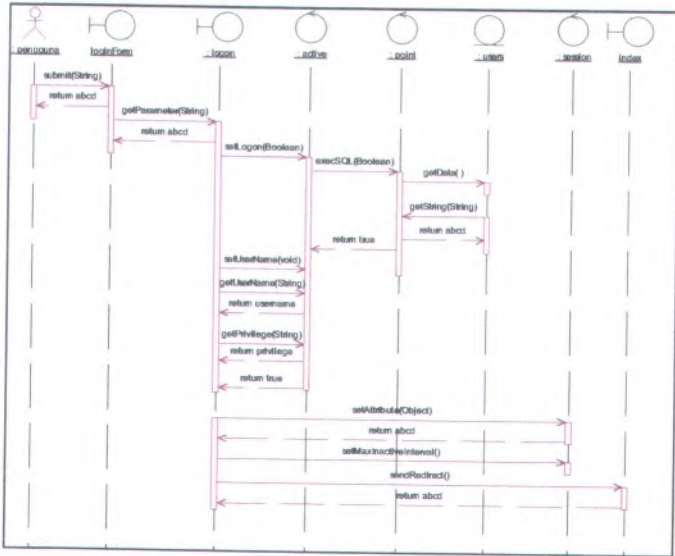 : pengguna
loginForm
: logon
: active
: point
: users
: session
index
submit(String)
return abcd
getParameter(String)
return abcd
setLogon(Boolean)
execSQL(Boolean)
getData( )
getString(String)
return abcd
return true
setUserName(void)
getUserName(String)
return username
getPrivilege(String)
return privilege
return true
setAttribute(Object)
return abcd
setMaxInactiveInterval()
sendRedirect()
return abcd